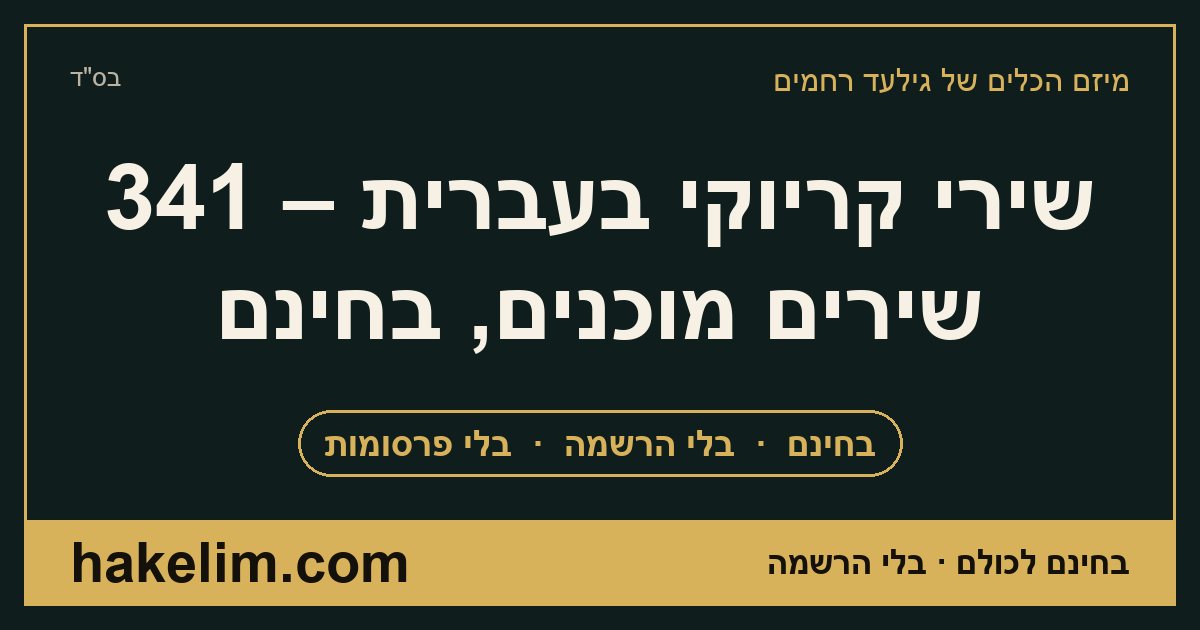 מיזם הכלים של גילעד רחמים
בס"ד
שירי קריוקי בעברית – 341
שירים מוכנים, בחינם
בחינם · בלי הרשמה · בלי פרסומות
בחינם לכולם · בלי הרשמה
hakelim.com